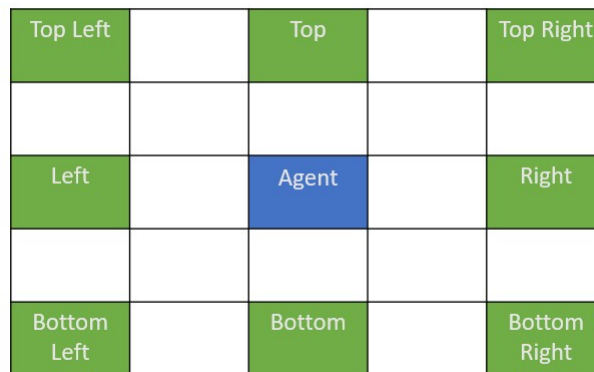 Top Left
Top
Top Right
Left
Agent
Right
Bottom
Left
Bottom
Bottom
Right